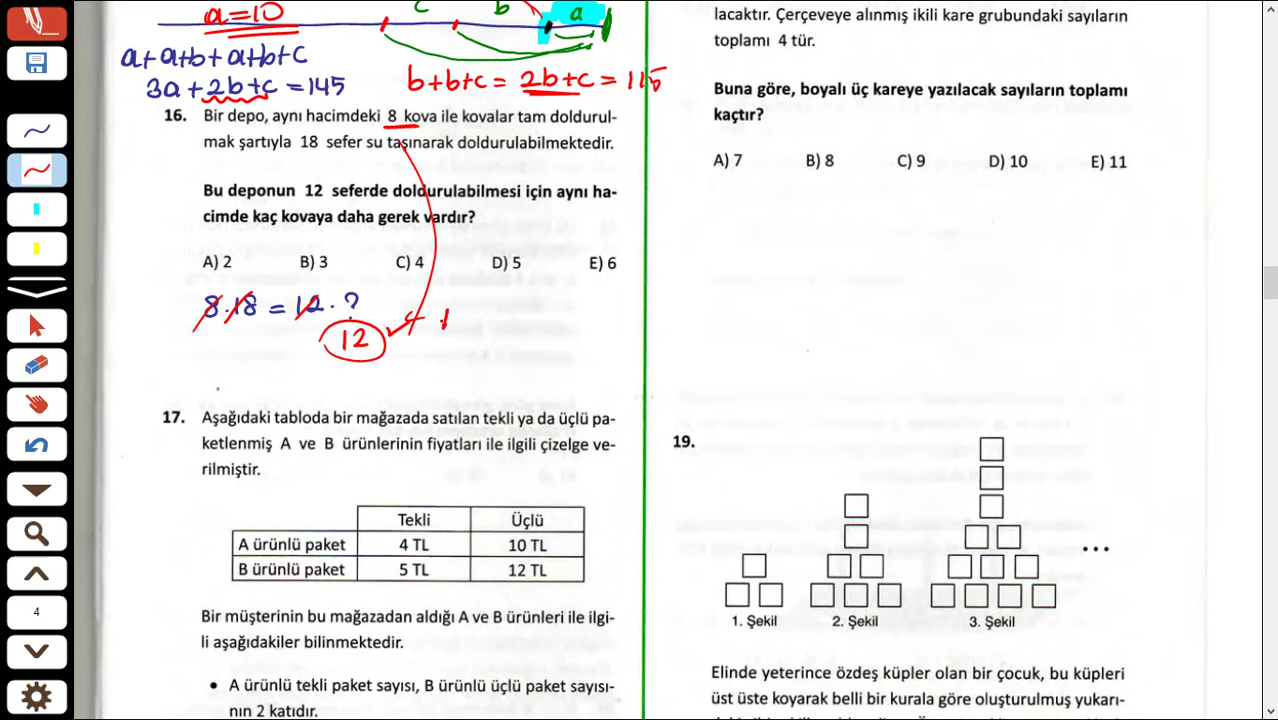 a=10
c
b
a
a+a+b+a+b+c
3a+2b+c=145
b+b+c=2b+c=115
16. Bir depo, aynı hacimdeki 8 kova ile kovalar tam doldurul-
mak şartıyla 18 sefer su taşınarak doldurulabilmektedir.
Bu deponun 12 seferde doldurulabilmesi için aynı ha-
cimde kaç kovaya daha gerek vardır?
A) 2 B) 3 C) 4 D) 5 E) 6
8.18=12.?
12
17. Aşağıdaki tabloda bir mağazada satılan tekli ya da üçlü pa-
ketlenmiş A ve B ürünlerinin fiyatları ile ilgili çizelge ve-
rilmiştir.
Tekli Üçlü
A ürünlü paket 4 TL 10 TL
B ürünlü paket 5 TL 12 TL
Bir müşterinin bu mağazadan aldığı A ve B ürünleri ile ilgi-
li aşağıdakiler bilinmektedir.
• A ürünlü tekli paket sayısı, B ürünlü üçlü paket sayısı-
nın 2 katıdır.
lacaktır. Çerçeveye alınmış ikili kare grubundaki sayıların
toplamı 4 tür.
Buna göre, boyalı üç kareye yazılacak sayıların toplamı
kaçtır?
A) 7 B) 8 C) 9 D) 10 E) 11
19.
...
1. Şekil 2. Şekil 3. Şekil
Elinde yeterince özdeş küpler olan bir çocuk, bu küpleri
üst üste koyarak belli bir kurala göre oluşturulmuş yukarı-
4